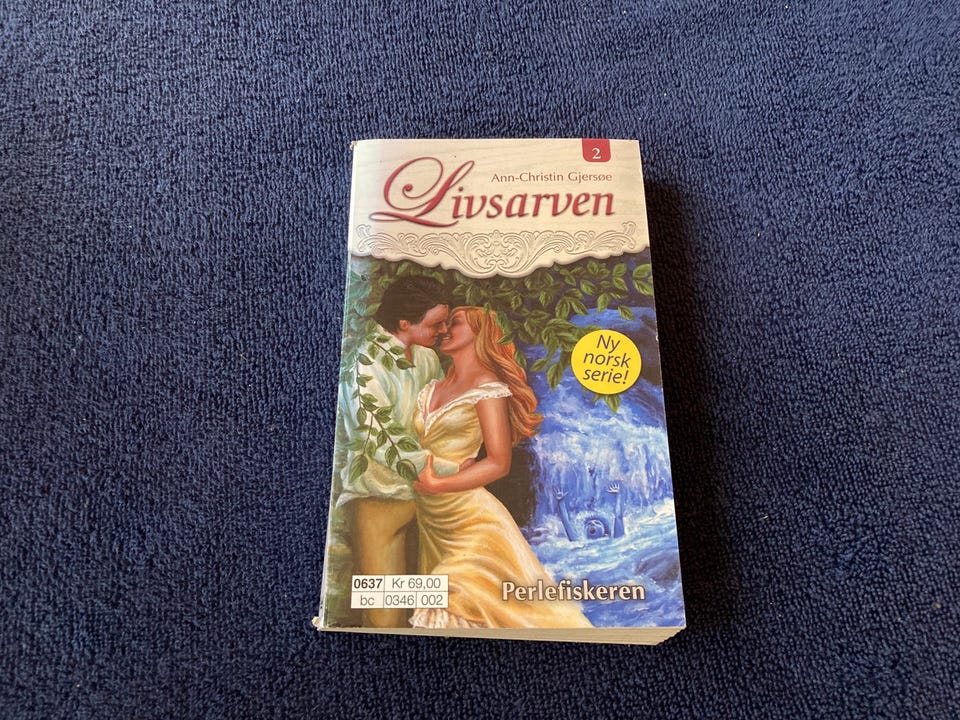 2
Ann-Christin Gjersøe
Livsarven
Ny
norsk
serie!
0637 Kr 69,00
bc 0346 002
Perlefiskeren